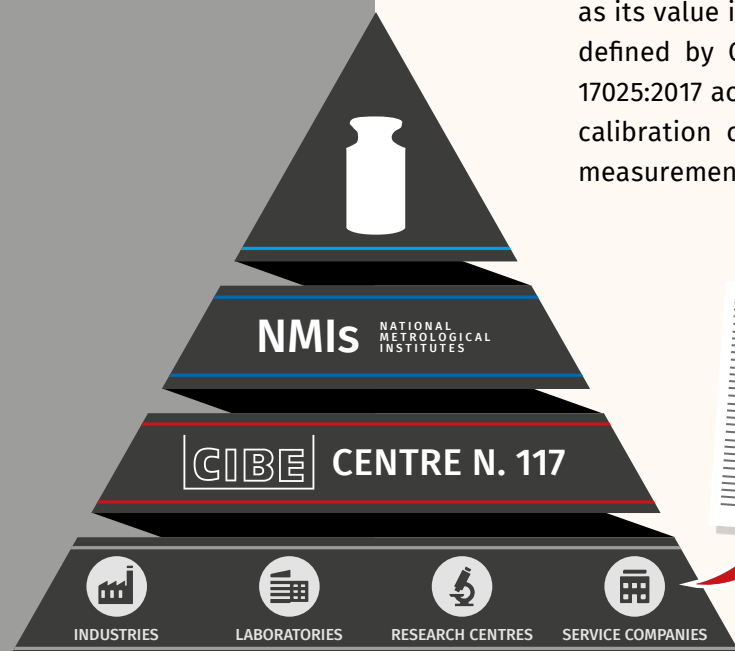 as its value i
defined by
17025:2017 ac
calibration
measuremen
NMIs
NATIONAL
METROLOGICAL
INSTITUTES
CIBE CENTRE N. 117
INDUSTRIES LABORATORIES RESEARCH CENTRES SERVICE COMPANIES